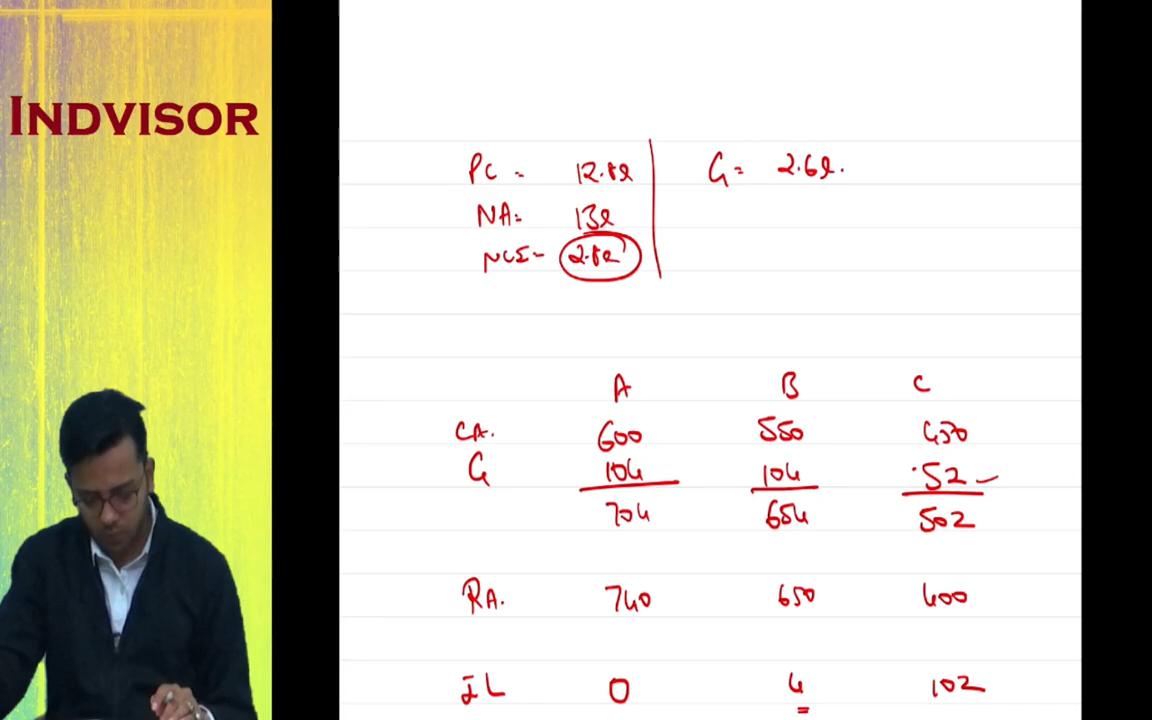 INDVISOR
PC = 12.8l
G = 2.6l.
NA = 13l
NCI = 2.8l
A B C
CA. 600 550 450
G 104 104 52
704 654 502
RA. 740 650 400
IL 0 4 102